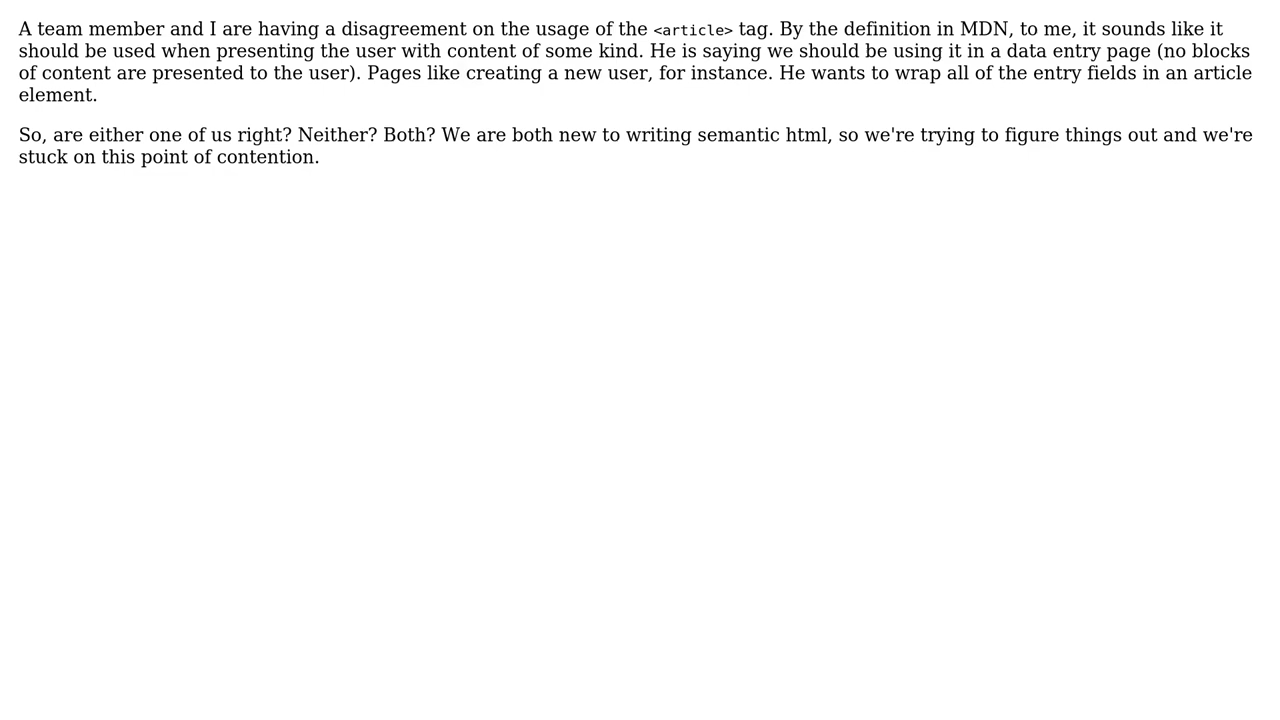 A team member and I are having a disagreement on the usage of the <article> tag. By the definition in MDN, to me, it sounds like it
should be used when presenting the user with content of some kind. He is saying we should be using it in a data entry page (no blocks
of content are presented to the user). Pages like creating a new user, for instance. He wants to wrap all of the entry fields in an article
element.
So, are either one of us right? Neither? Both? We are both new to writing semantic html, so we're trying to figure things out and we're
stuck on this point of contention.